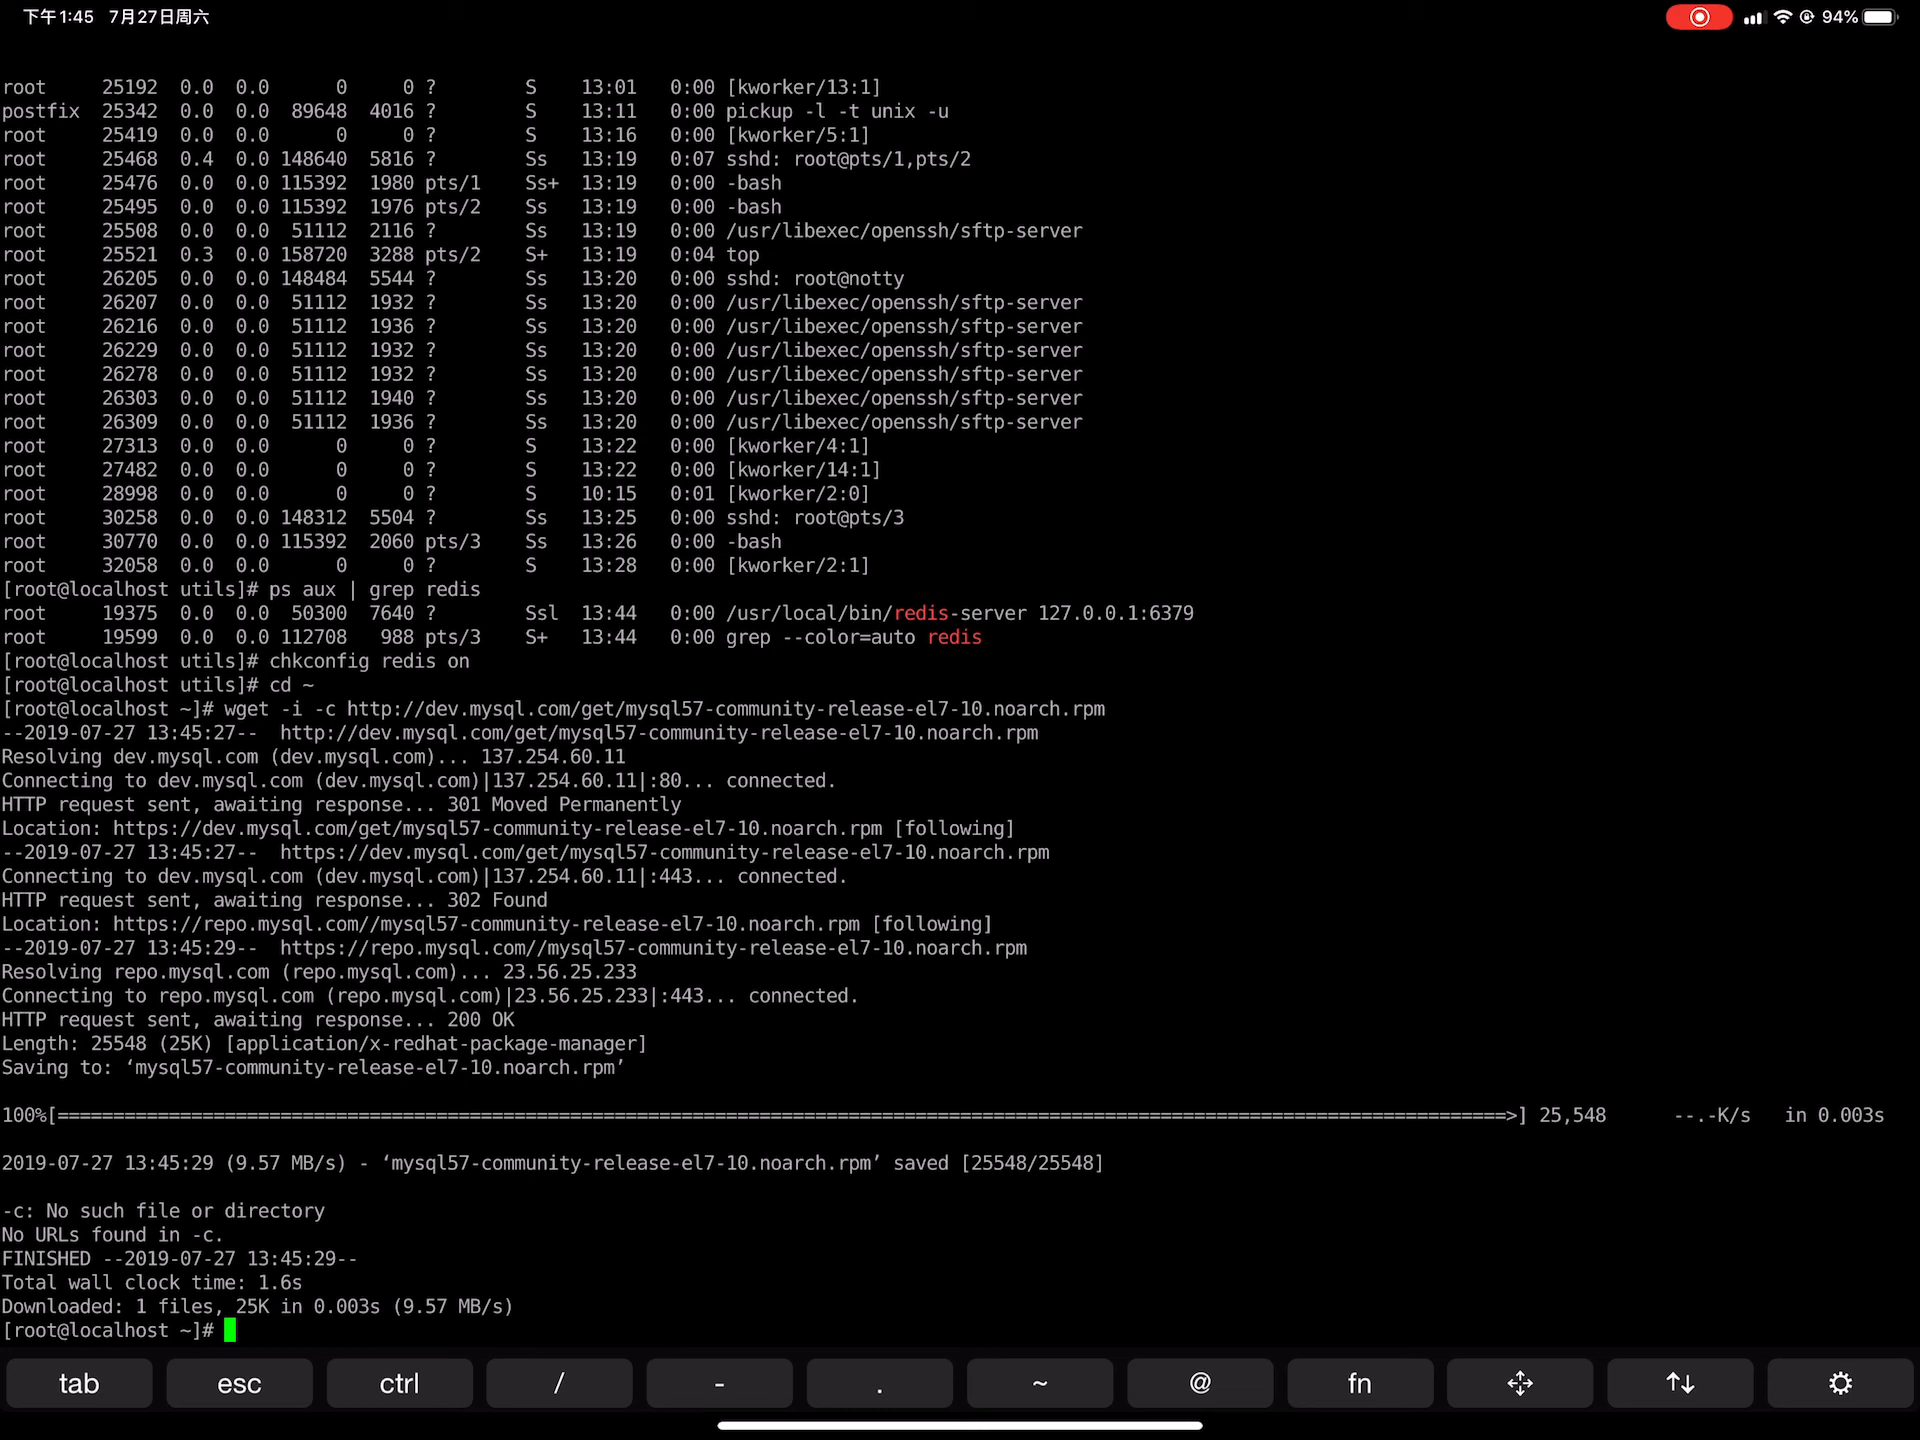 下午1:45 7月27日周六 94%
root 25192 0.0 0.0 0 0 ? S 13:01 0:00 [kworker/13:1]
postfix 25342 0.0 0.0 89648 4016 ? S 13:11 0:00 pickup -l -t unix -u
root 25419 0.0 0.0 0 0 ? S 13:16 0:00 [kworker/5:1]
root 25468 0.4 0.0 148640 5816 ? Ss 13:19 0:07 sshd: root@pts/1,pts/2
root 25476 0.0 0.0 115392 1980 pts/1 Ss+ 13:19 0:00 -bash
root 25495 0.0 0.0 115392 1976 pts/2 Ss 13:19 0:00 -bash
root 25508 0.0 0.0 51112 2116 ? Ss 13:19 0:00 /usr/libexec/openssh/sftp-server
root 25521 0.3 0.0 158720 3288 pts/2 S+ 13:19 0:04 top
root 26205 0.0 0.0 148484 5544 ? Ss 13:20 0:00 sshd: root@notty
root 26207 0.0 0.0 51112 1932 ? Ss 13:20 0:00 /usr/libexec/openssh/sftp-server
root 26216 0.0 0.0 51112 1936 ? Ss 13:20 0:00 /usr/libexec/openssh/sftp-server
root 26229 0.0 0.0 51112 1932 ? Ss 13:20 0:00 /usr/libexec/openssh/sftp-server
root 26278 0.0 0.0 51112 1932 ? Ss 13:20 0:00 /usr/libexec/openssh/sftp-server
root 26303 0.0 0.0 51112 1940 ? Ss 13:20 0:00 /usr/libexec/openssh/sftp-server
root 26309 0.0 0.0 51112 1936 ? Ss 13:20 0:00 /usr/libexec/openssh/sftp-server
root 27313 0.0 0.0 0 0 ? S 13:22 0:00 [kworker/4:1]
root 27482 0.0 0.0 0 0 ? S 13:22 0:00 [kworker/14:1]
root 28998 0.0 0.0 0 0 ? S 10:15 0:01 [kworker/2:0]
root 30258 0.0 0.0 148312 5504 ? Ss 13:25 0:00 sshd: root@pts/3
root 30770 0.0 0.0 115392 2060 pts/3 Ss 13:26 0:00 -bash
root 32058 0.0 0.0 0 0 ? S 13:28 0:00 [kworker/2:1]
[root@localhost utils]# ps aux | grep redis
root 19375 0.0 0.0 50300 7640 ? Ssl 13:44 0:00 /usr/local/bin/redis-server 127.0.0.1:6379
root 19599 0.0 0.0 112708 988 pts/3 S+ 13:44 0:00 grep --color=auto redis
[root@localhost utils]# chkconfig redis on
[root@localhost utils]# cd ~
[root@localhost ~]# wget -i -c http://dev.mysql.com/get/mysql57-community-release-el7-10.noarch.rpm
--2019-07-27 13:45:27-- http://dev.mysql.com/get/mysql57-community-release-el7-10.noarch.rpm
Resolving dev.mysql.com (dev.mysql.com)... 137.254.60.11
Connecting to dev.mysql.com (dev.mysql.com)|137.254.60.11|:80... connected.
HTTP request sent, awaiting response... 301 Moved Permanently
Location: https://dev.mysql.com/get/mysql57-community-release-el7-10.noarch.rpm [following]
--2019-07-27 13:45:27-- https://dev.mysql.com/get/mysql57-community-release-el7-10.noarch.rpm
Connecting to dev.mysql.com (dev.mysql.com)|137.254.60.11|:443... connected.
HTTP request sent, awaiting response... 302 Found
Location: https://repo.mysql.com//mysql57-community-release-el7-10.noarch.rpm [following]
--2019-07-27 13:45:29-- https://repo.mysql.com//mysql57-community-release-el7-10.noarch.rpm
Resolving repo.mysql.com (repo.mysql.com)... 23.56.25.233
Connecting to repo.mysql.com (repo.mysql.com)|23.56.25.233|:443... connected.
HTTP request sent, awaiting response... 200 OK
Length: 25548 (25K) [application/x-redhat-package-manager]
Saving to: ‘mysql57-community-release-el7-10.noarch.rpm’
100%[==================================================================================================================================>] 25,548 --.-K/s in 0.003s
2019-07-27 13:45:29 (9.57 MB/s) - ‘mysql57-community-release-el7-10.noarch.rpm’ saved [25548/25548]
-c: No such file or directory
No URLs found in -c.
FINISHED --2019-07-27 13:45:29--
Total wall clock time: 1.6s
Downloaded: 1 files, 25K in 0.003s (9.57 MB/s)
[root@localhost ~]#
tab esc ctrl / - . ~ @ fn